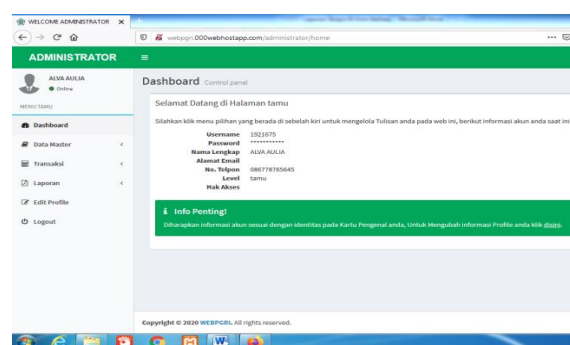 WELCOME ADMINISTRATOR
webpgri.000webhostapp.com/administrator/home
ADMINISTRATOR
ALVA AULIA
Online
MENU TAMU
Dashboard
Data Master
Transaksi
Laporan
Edit Profile
Logout
Dashboard Control panel
Selamat Datang di Halaman tamu
Silahkan klik menu pilihan yang berada di sebelah kiri untuk mengelola Tulisan anda pada web ini, berikut informasi akun anda saat ini
Username 1921675
Password ***********
Nama Lengkap ALVA AULIA
Alamat Email
No. Telpon 086778765645
Level tamu
Hak Akses
i Info Penting!
Diharapkan informasi akun sesuai dengan identitas pada Kartu Pengenal anda, Untuk Mengubah informasi Profile anda klik disini.
Copyright © 2020 WEBPGRI. All rights reserved.